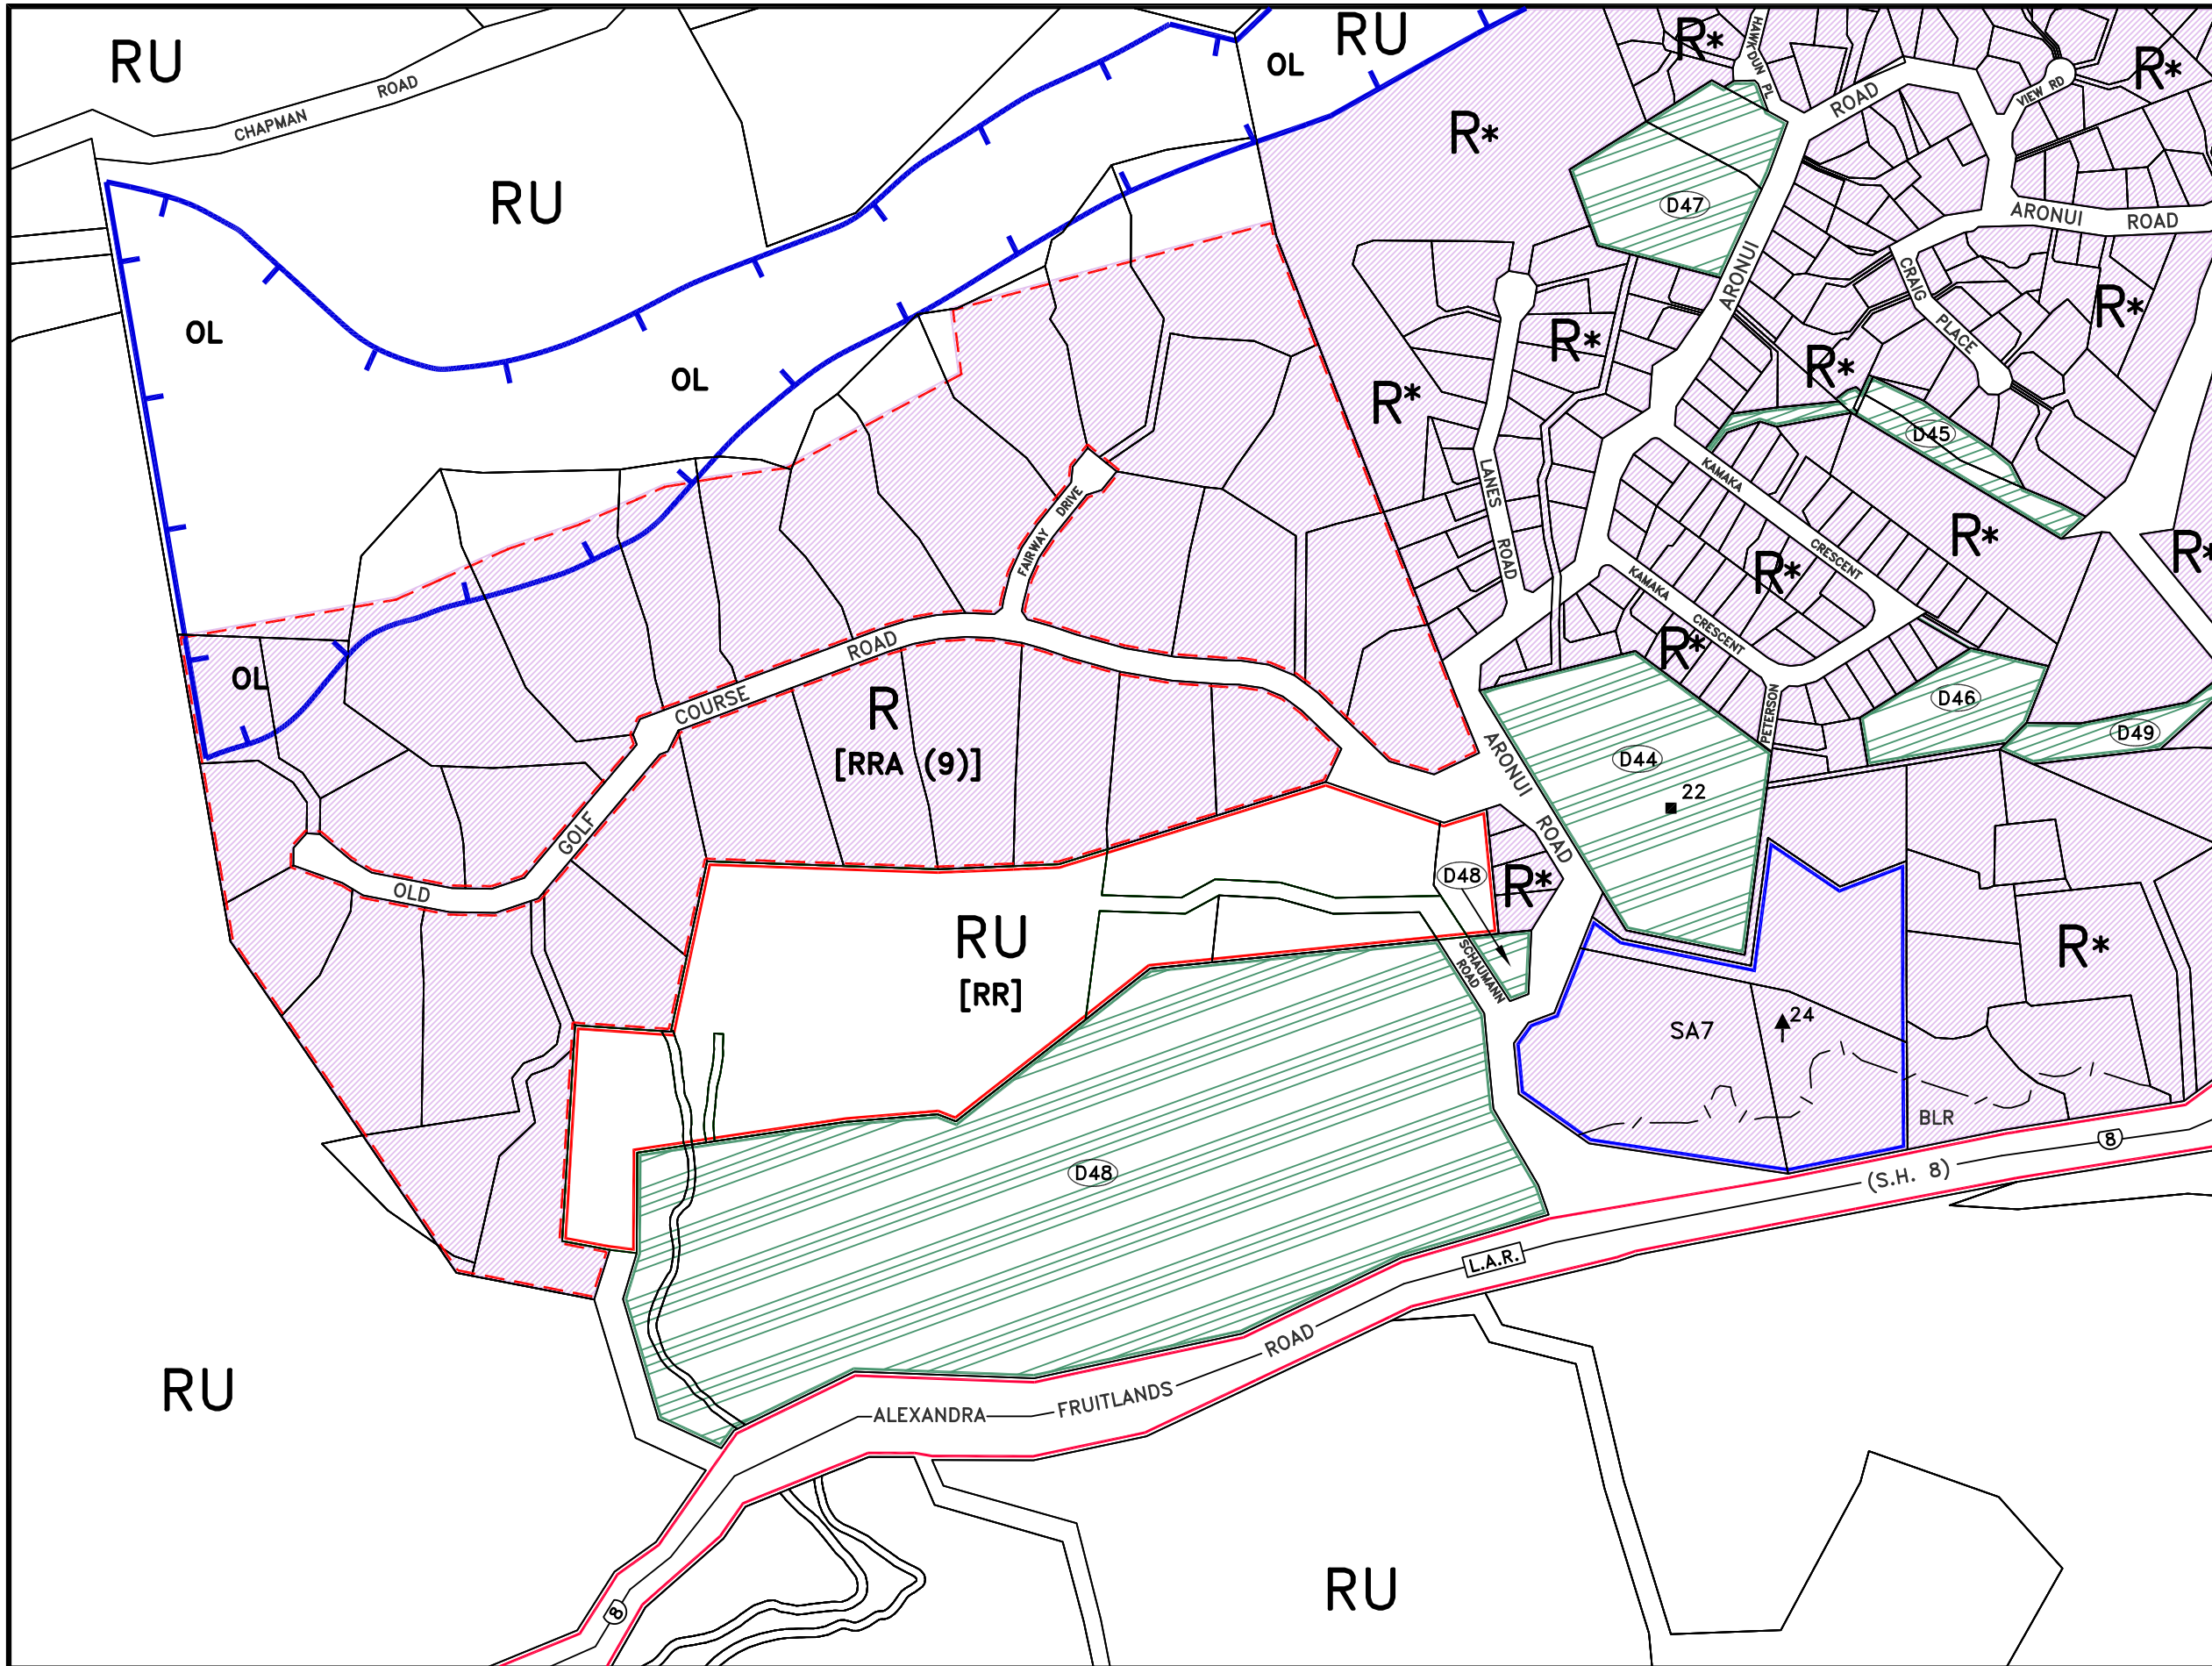 RU
CHAPMAN ROAD
RU
OL
RU
R*
HAWKDUN PL
ROAD
VIEW RD
R*
R*
D47
ARONUI ROAD
ARONUI
CRAIG PLACE
R*
R*
R*
R*
OL
OL
D45
KAMAKA CRESCENT
R*
R*
LANES ROAD
FAIRWAY DRIVE
R*
KAMAKA CRESCENT
R*
PETERSON
D46
D49
OL
OLD GOLF COURSE ROAD
R
[RRA (9)]
ARONUI ROAD
D44
22
D48
R*
RU
[RR]
SCHAUMANN
ROAD
R*
SA7
24
BLR
8
(S.H. 8)
D48
L.A.R.
ROAD
FRUITLANDS
ALEXANDRA
RU
8
RU